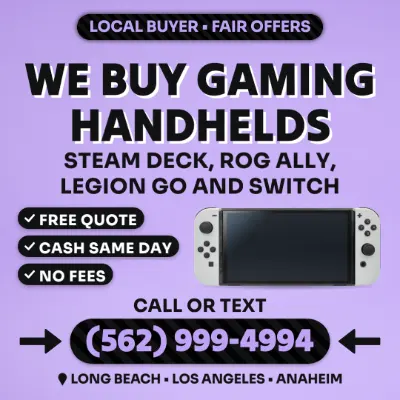 LOCAL BUYER • FAIR OFFERS
WE BUY GAMING
HANDHELDS
STEAM DECK, ROG ALLY,
LEGION GO AND SWITCH
✓ FREE QUOTE
✓ CASH SAME DAY
✓ NO FEES
CALL OR TEXT
(562) 999-4994
LONG BEACH • LOS ANGELES • ANAHEIM